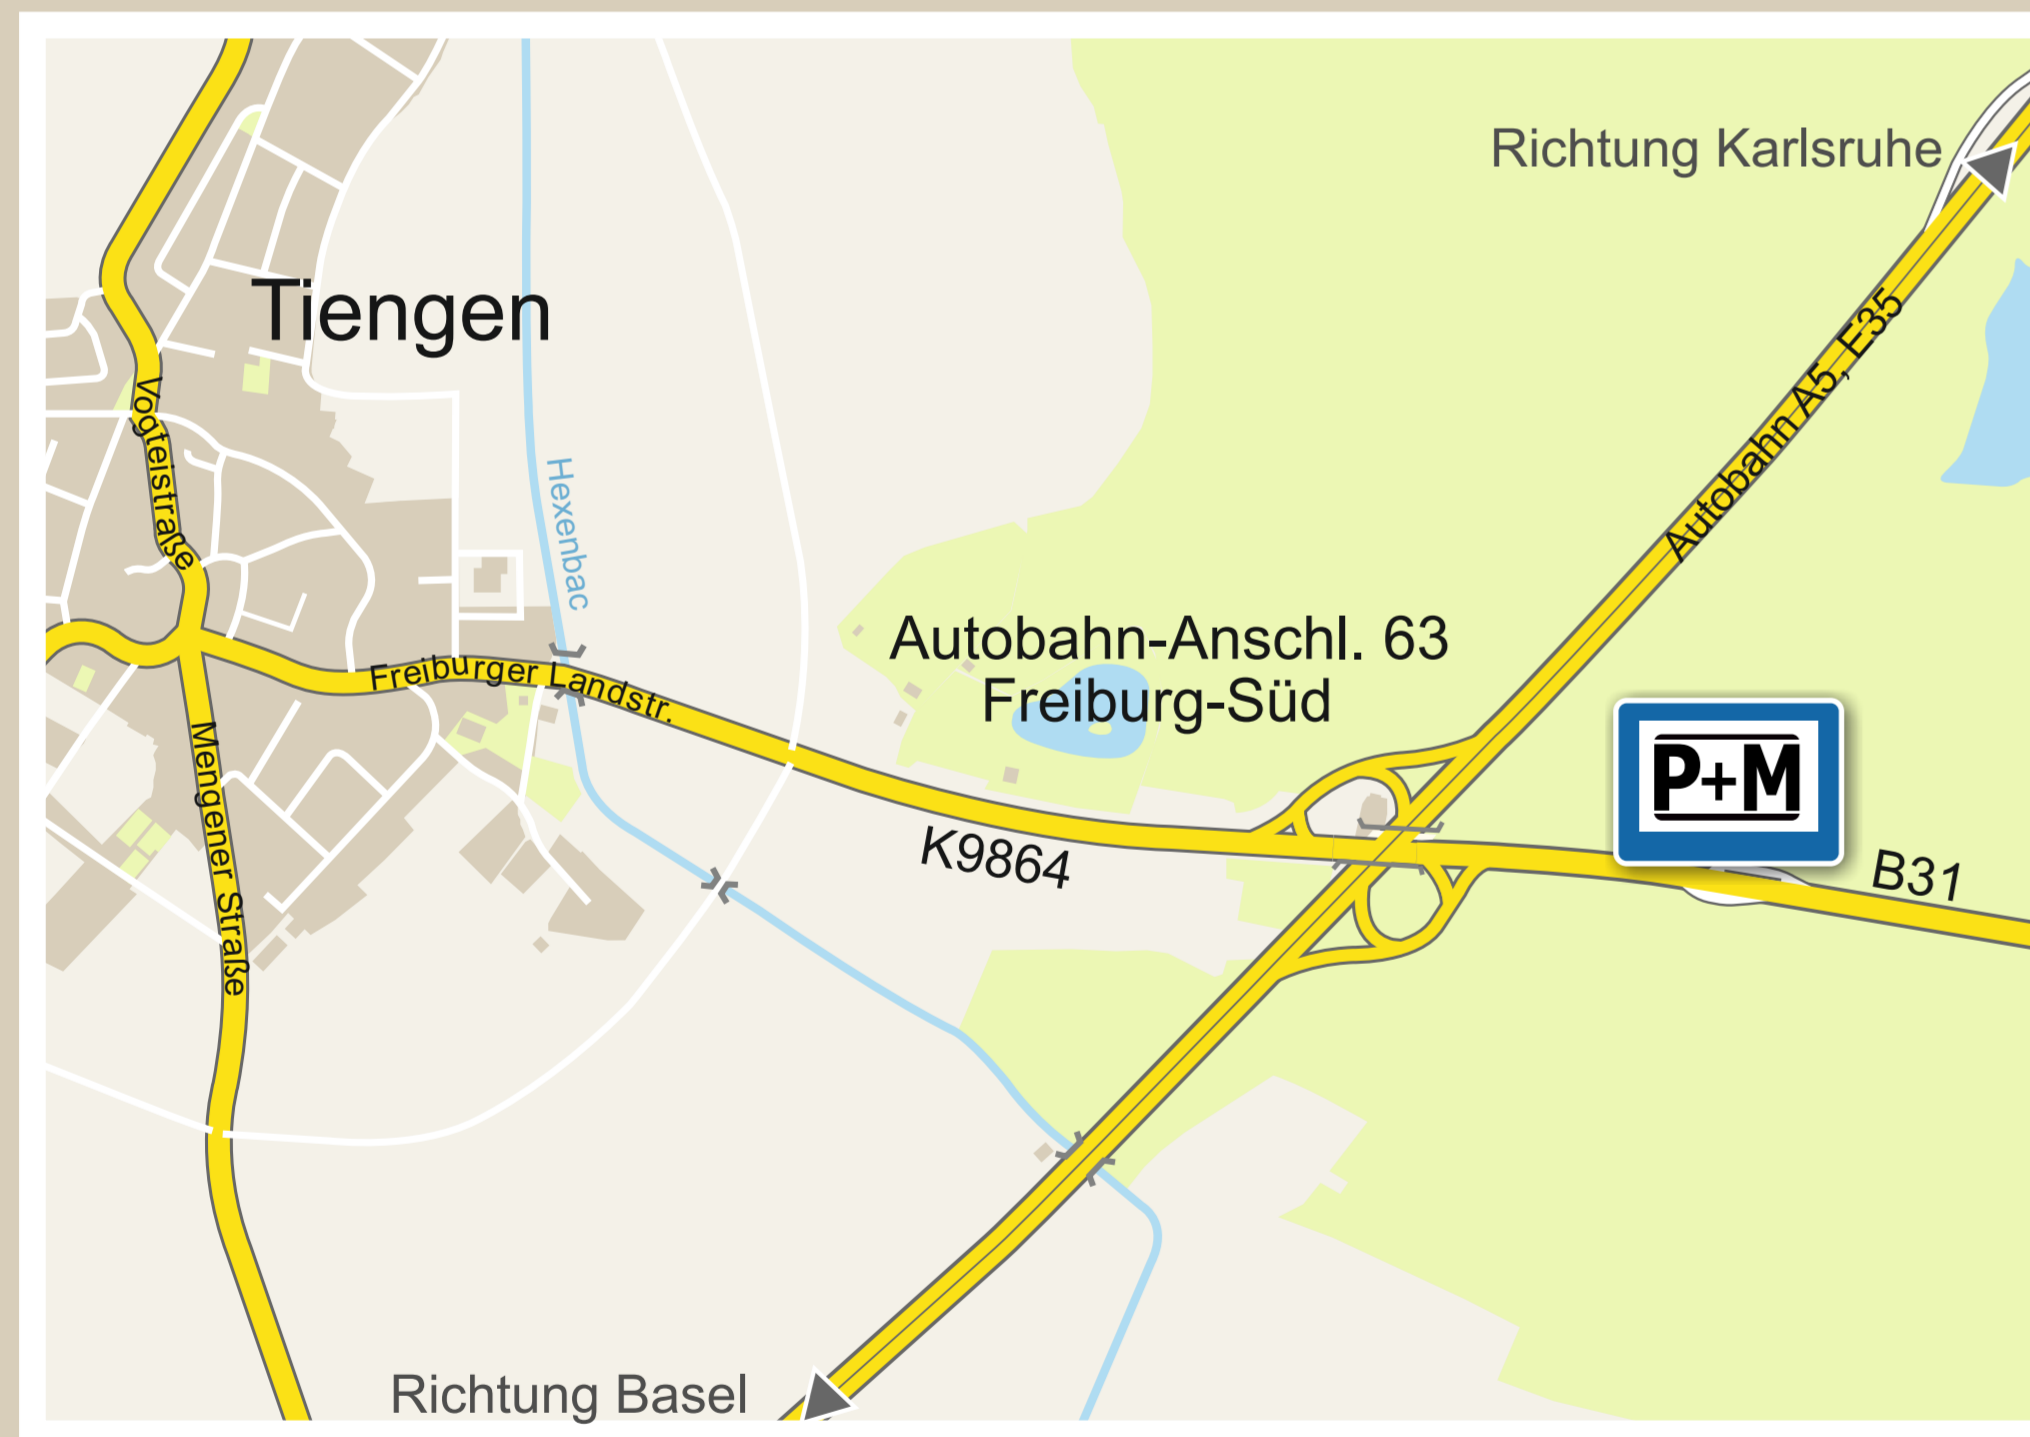 Richtung Karlsruhe
Tiengen
Autobahn A5, E35
Vogteistraße
Hexenbac
Autobahn-Anschl. 63
Freiburg-Süd
Freiburger Landstr.
P+M
Mengener Straße
K9864
B31
Richtung Basel